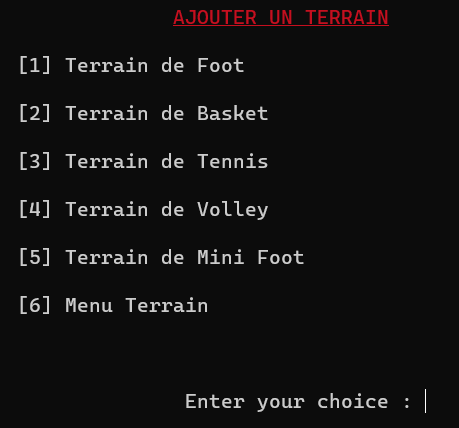 AJOUTER UN TERRAIN
[1] Terrain de Foot
[2] Terrain de Basket
[3] Terrain de Tennis
[4] Terrain de Volley
[5] Terrain de Mini Foot
[6] Menu Terrain
Enter your choice :